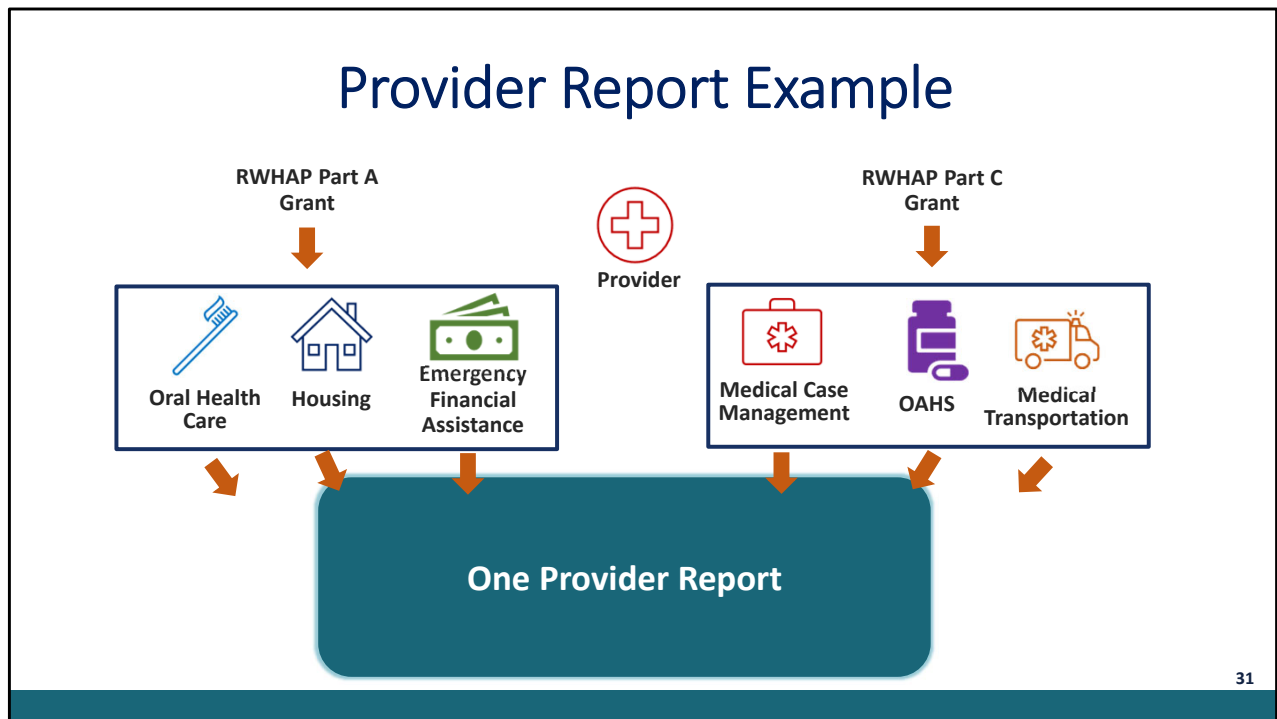 Provider Report Example
RWHAP Part A
Grant
Oral Health
Care
Housing
Emergency
Financial
Assistance
Provider
RWHAP Part C
Grant
Medical Case
Management
OAHS
Medical
Transportation
One Provider Report
31